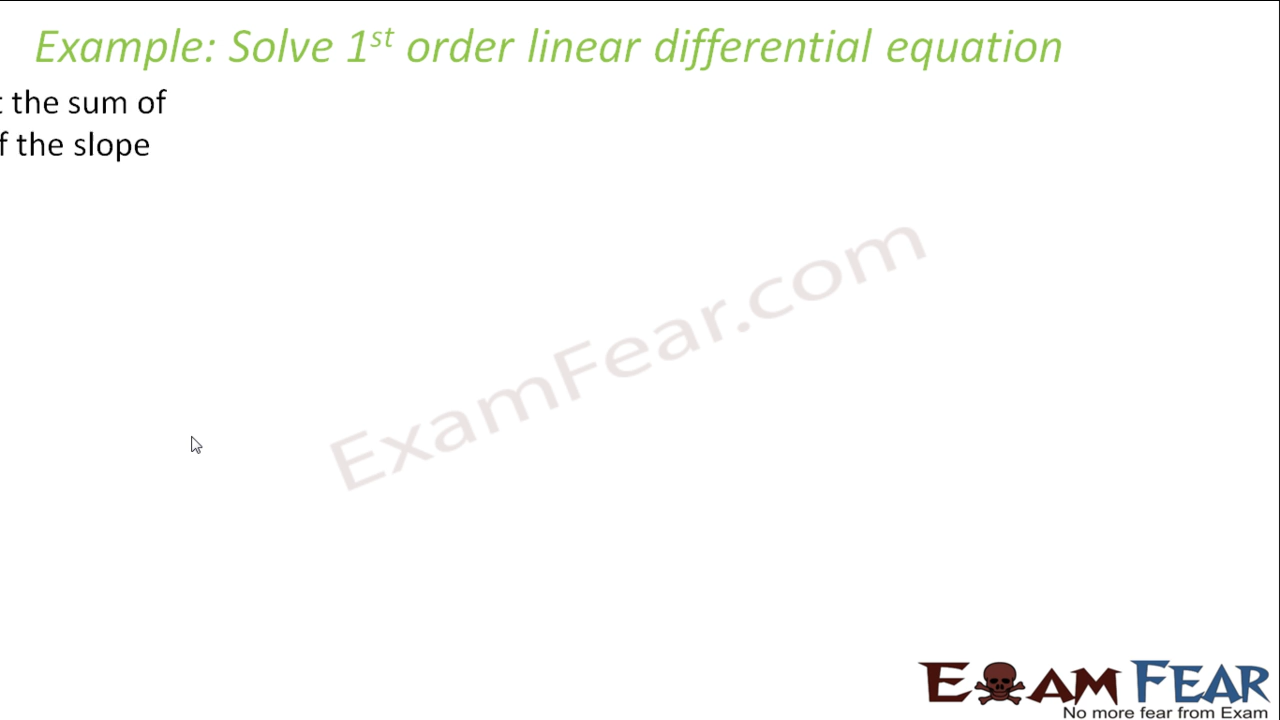 Example: Solve 1st order linear differential equation
the sum of
f the slope
ExamFear.com
EXAM FEAR
No more fear from Exam